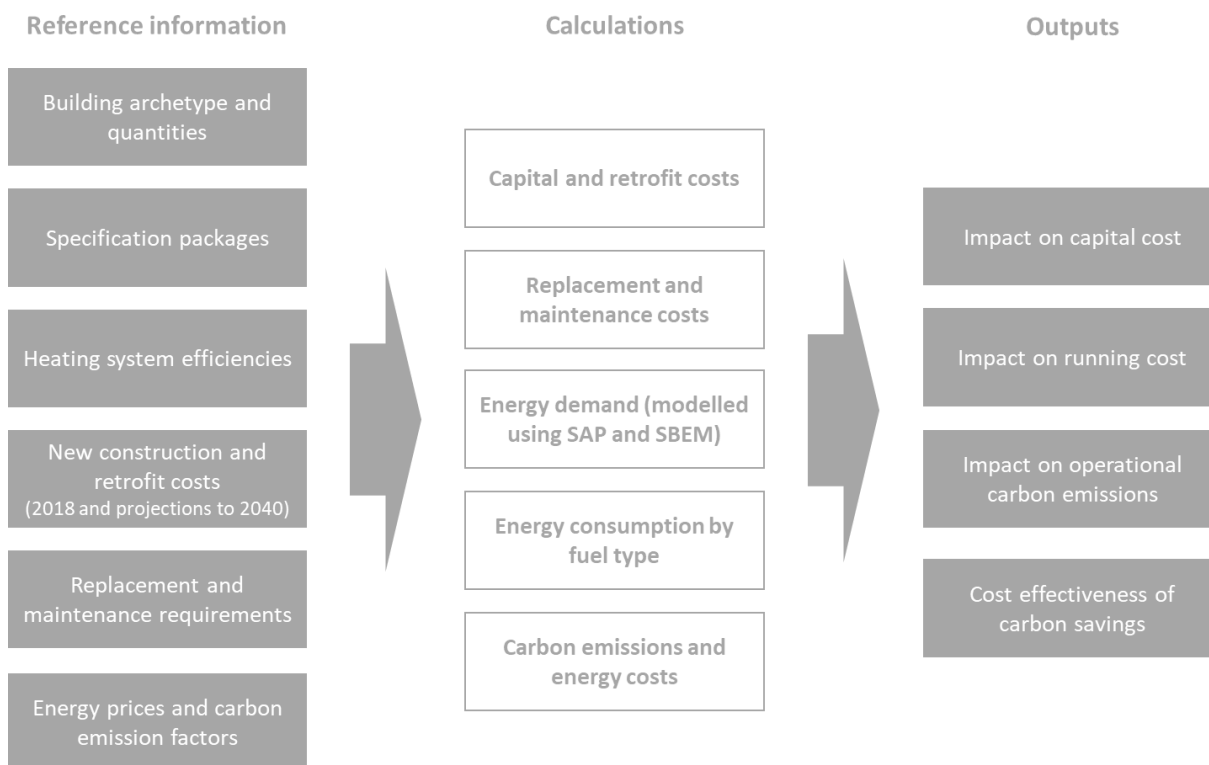 Reference information
Building archetype and
quantities
Specification packages
Heating system efficiencies
New construction and
retrofit costs
(2018 and projections to 2040)
Replacement and
maintenance requirements
Energy prices and carbon
emission factors
Calculations
Capital and retrofit costs
Replacement and
maintenance costs
Energy demand (modelled
using SAP and SBEM)
Energy consumption by
fuel type
Carbon emissions and
energy costs
Outputs
Impact on capital cost
Impact on running cost
Impact on operational
carbon emissions
Cost effectiveness of
carbon savings